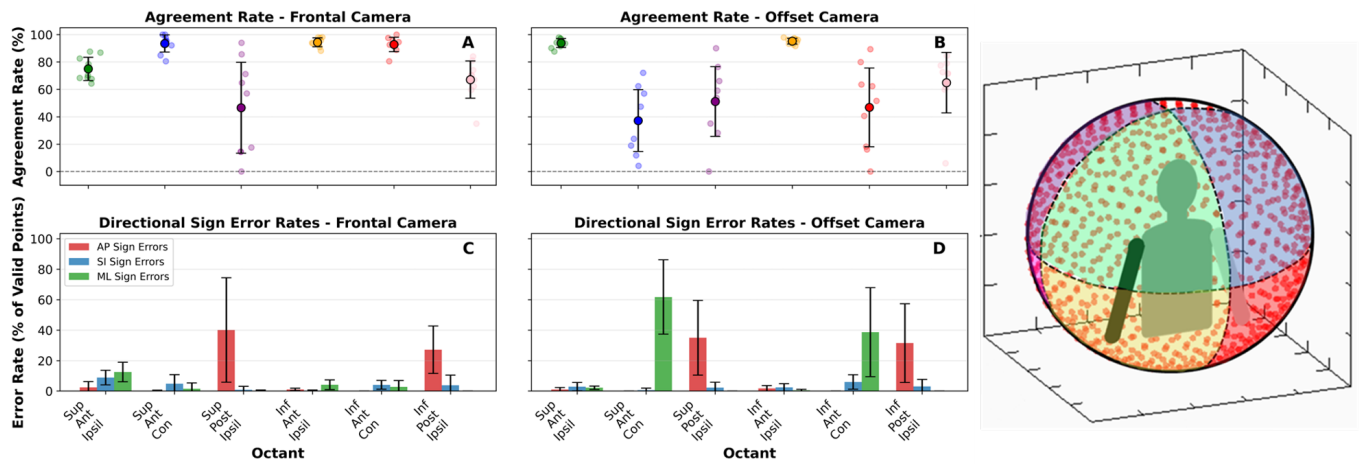 Agreement Rate - Frontal Camera
Agreement Rate (%)
100
80
60
40
20
0
A
Agreement Rate - Offset Camera
B
Directional Sign Error Rates - Frontal Camera
Error Rate (% of Valid Points)
100
80
60
40
20
0
AP Sign Errors
SI Sign Errors
ML Sign Errors
C
Sup
Ant
Ipsil
Sup
Ant
Con
Sup
Post
Ipsil
Inf
Ant
Ipsil
Inf
Ant
Con
Inf
Post
Ipsil
Octant
Directional Sign Error Rates - Offset Camera
D
Sup
Ant
Ipsil
Sup
Ant
Con
Sup
Post
Ipsil
Inf
Ant
Ipsil
Inf
Ant
Con
Inf
Post
Ipsil
Octant